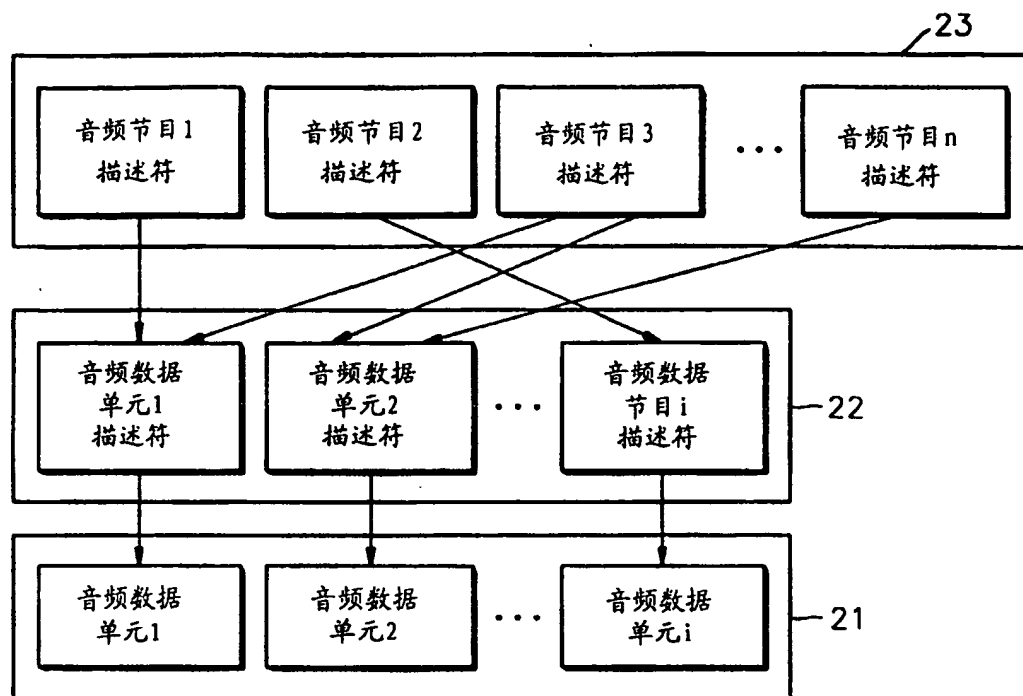 23
音频节目1
描述符
音频节目2
描述符
音频节目3
描述符
...
音频节目n
描述符
音频数据
单元1
描述符
音频数据
单元2
描述符
...
音频数据
节目i
描述符
22
音频数据
单元1
音频数据
单元2
...
音频数据
单元i
21